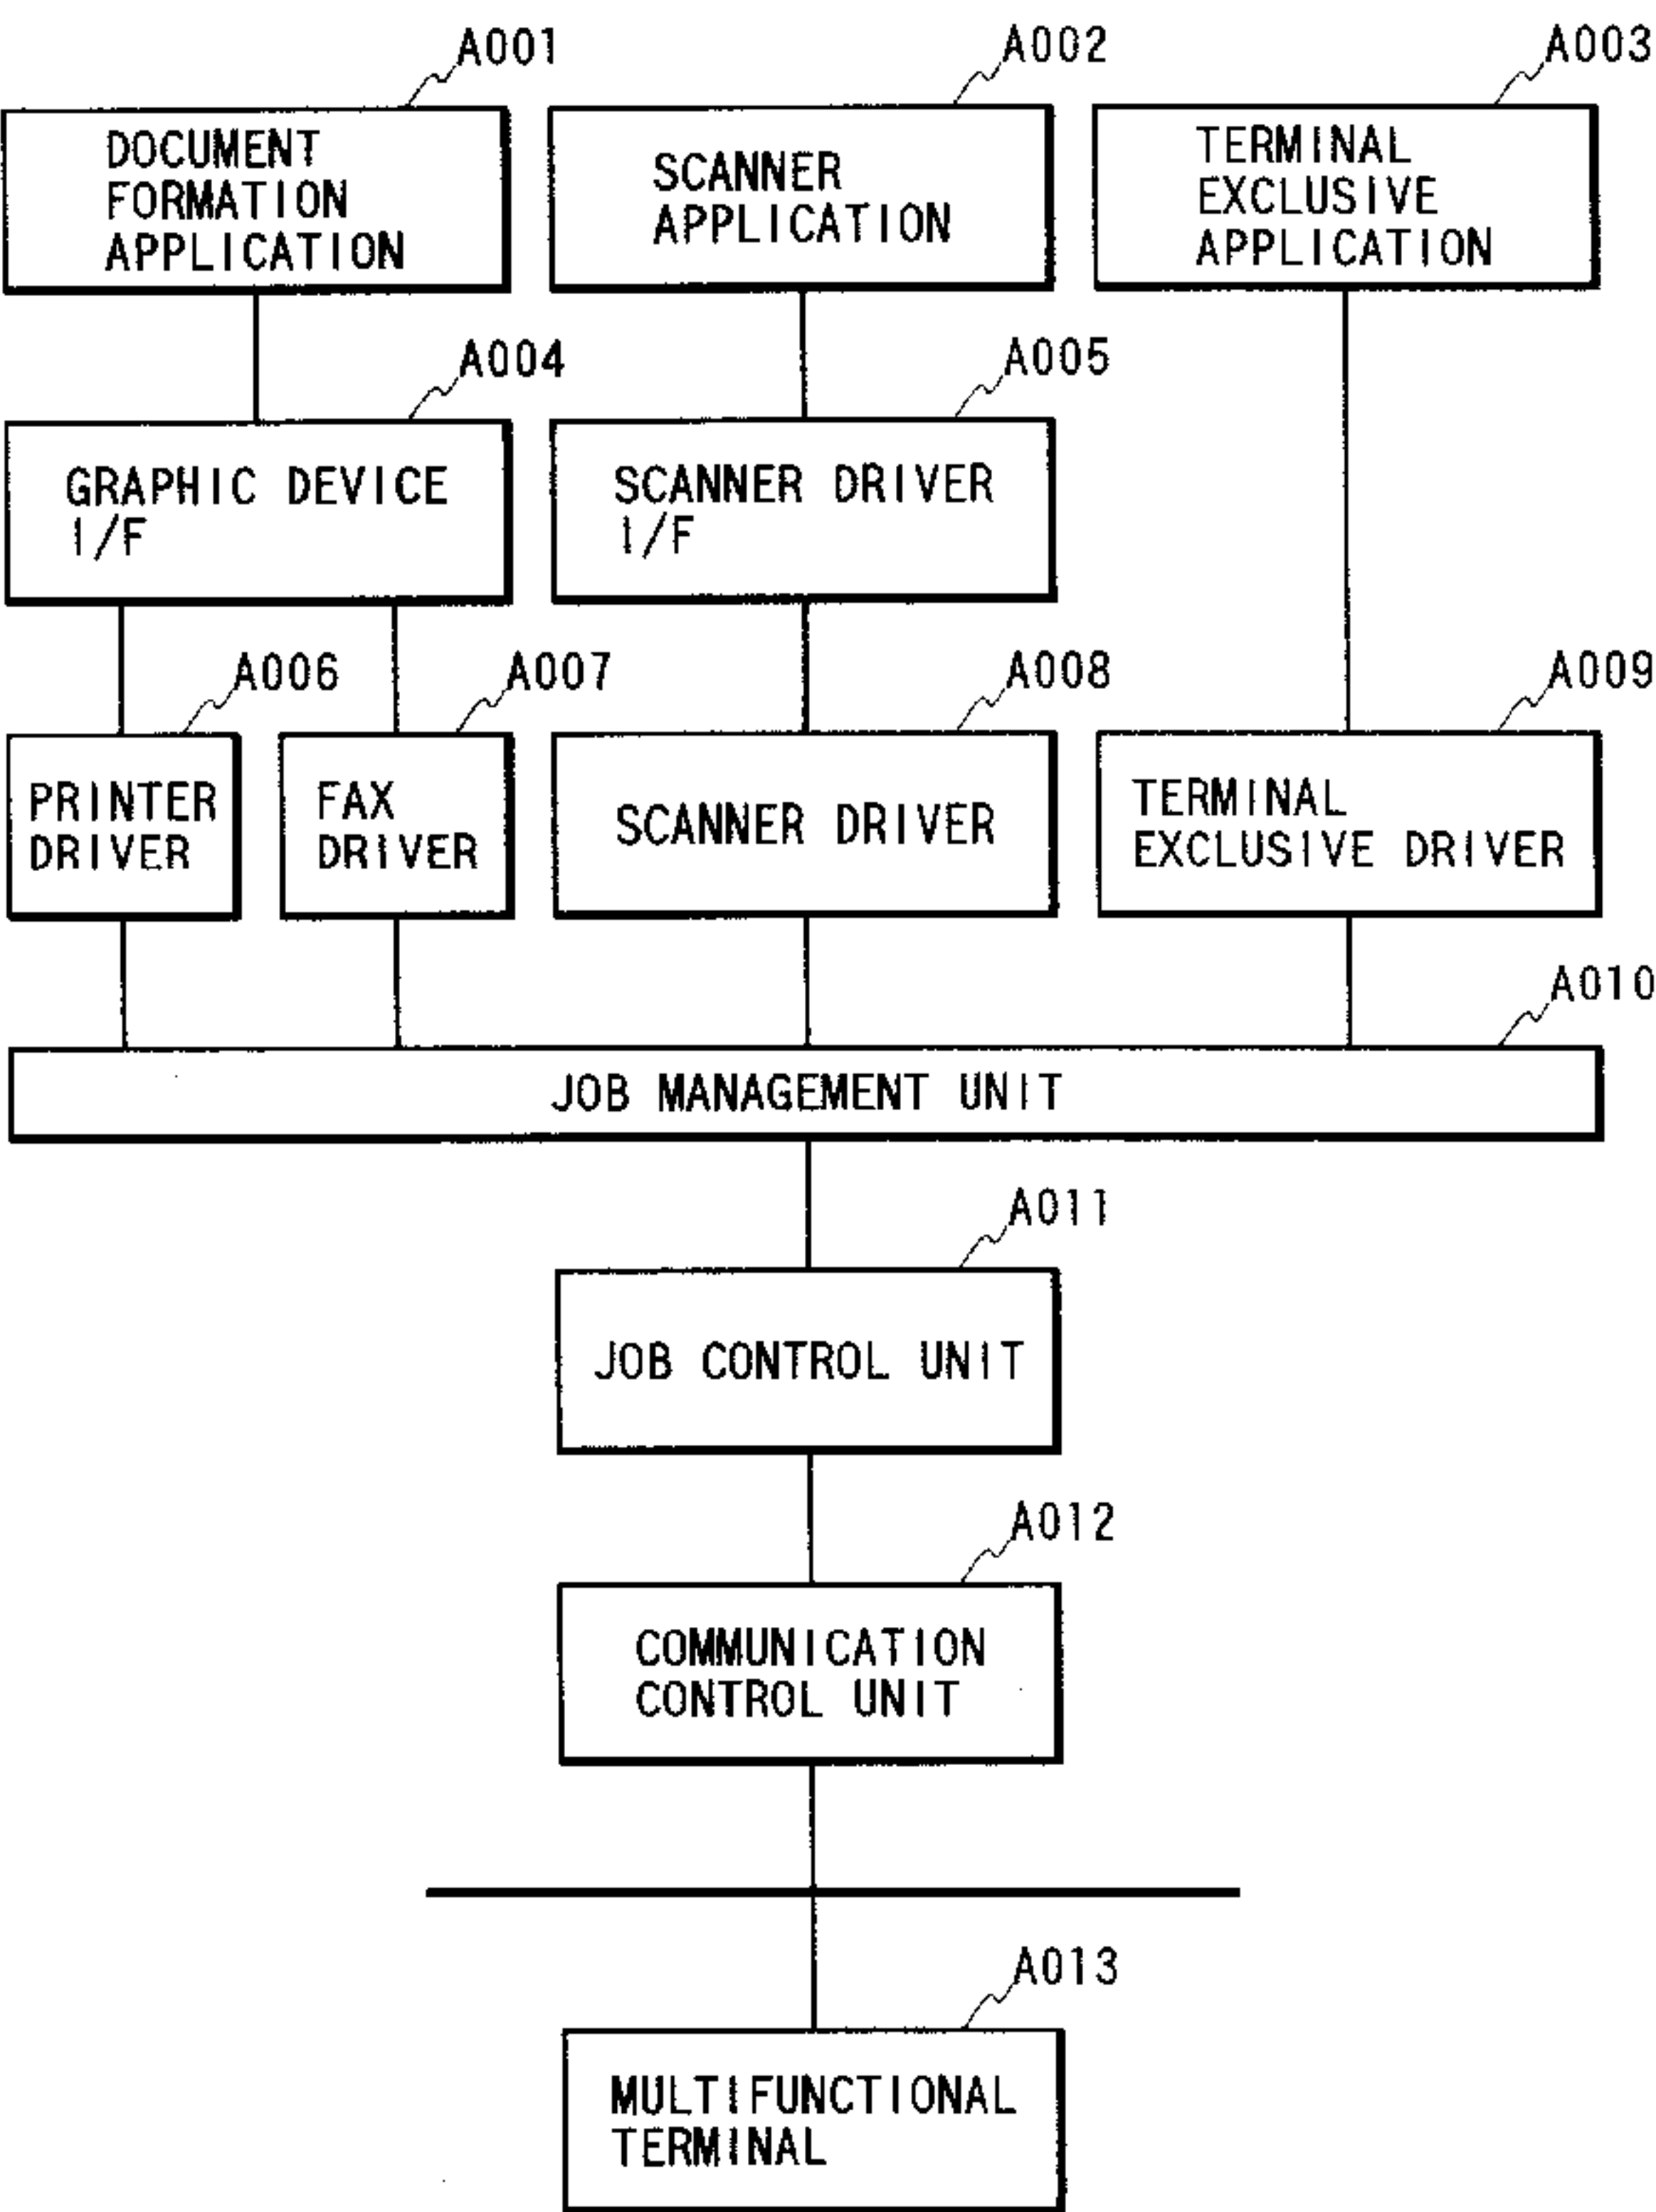 A001
A002
A003
DOCUMENT
FORMATION
APPLICATION
SCANNER
APPLICATION
TERMINAL
EXCLUSIVE
APPLICATION
A004
A005
GRAPHIC DEVICE
I/F
SCANNER DRIVER
I/F
A006
A007
A008
A009
PRINTER
DRIVER
FAX
DRIVER
SCANNER DRIVER
TERMINAL
EXCLUSIVE DRIVER
A010
JOB MANAGEMENT UNIT
A011
JOB CONTROL UNIT
A012
COMMUNICATION
CONTROL UNIT
A013
MULTIFUNCTIONAL
TERMINAL